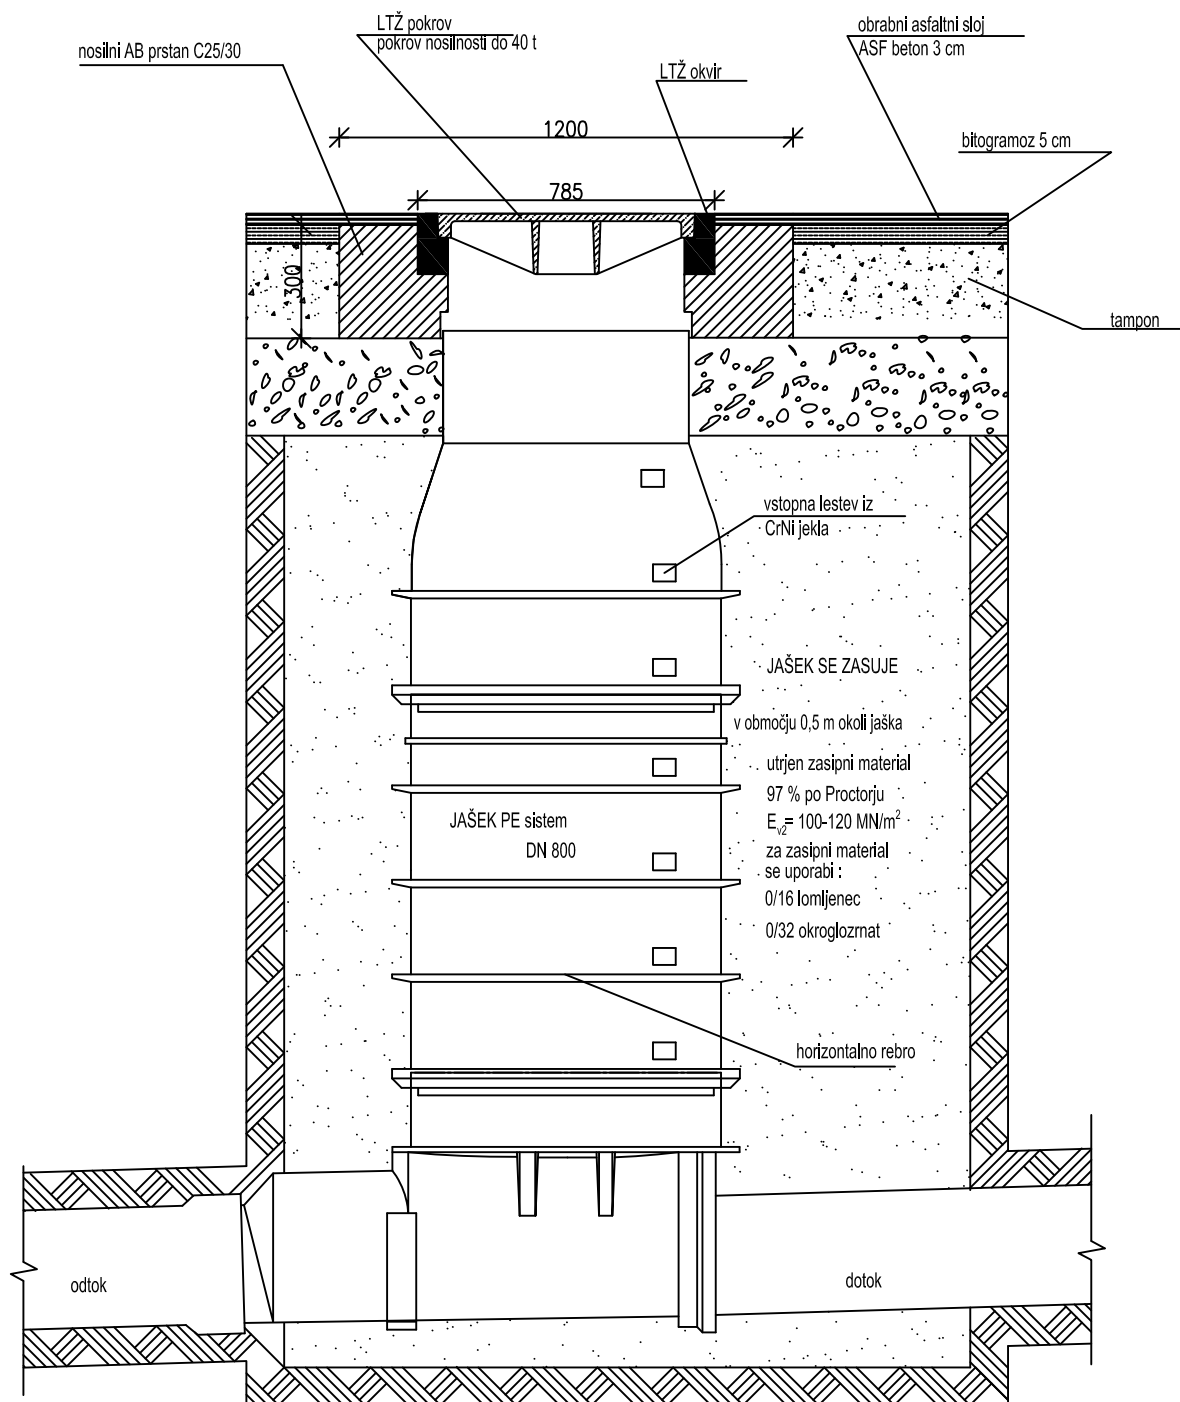 LTŽ pokrov
pokrov nosilnosti do 40 t
obrabni asfaltni sloj
ASF beton 3 cm
nosilni AB prstan C25/30
LTŽ okvir
1200
bitogramoz 5 cm
785
300
tampon
vstopna lestev iz
CrNi jekla
JAŠEK SE ZASUJE
v območju 0,5 m okoli jaška
utrjen zasipni material
97 % po Proctorju
Ev2= 100-120 MN/m²
za zasipni material
se uporabi :
0/16 lomljenec
0/32 okroglozrnat
JAŠEK PE sistem
DN 800
horizontalno rebro
odtok
dotok